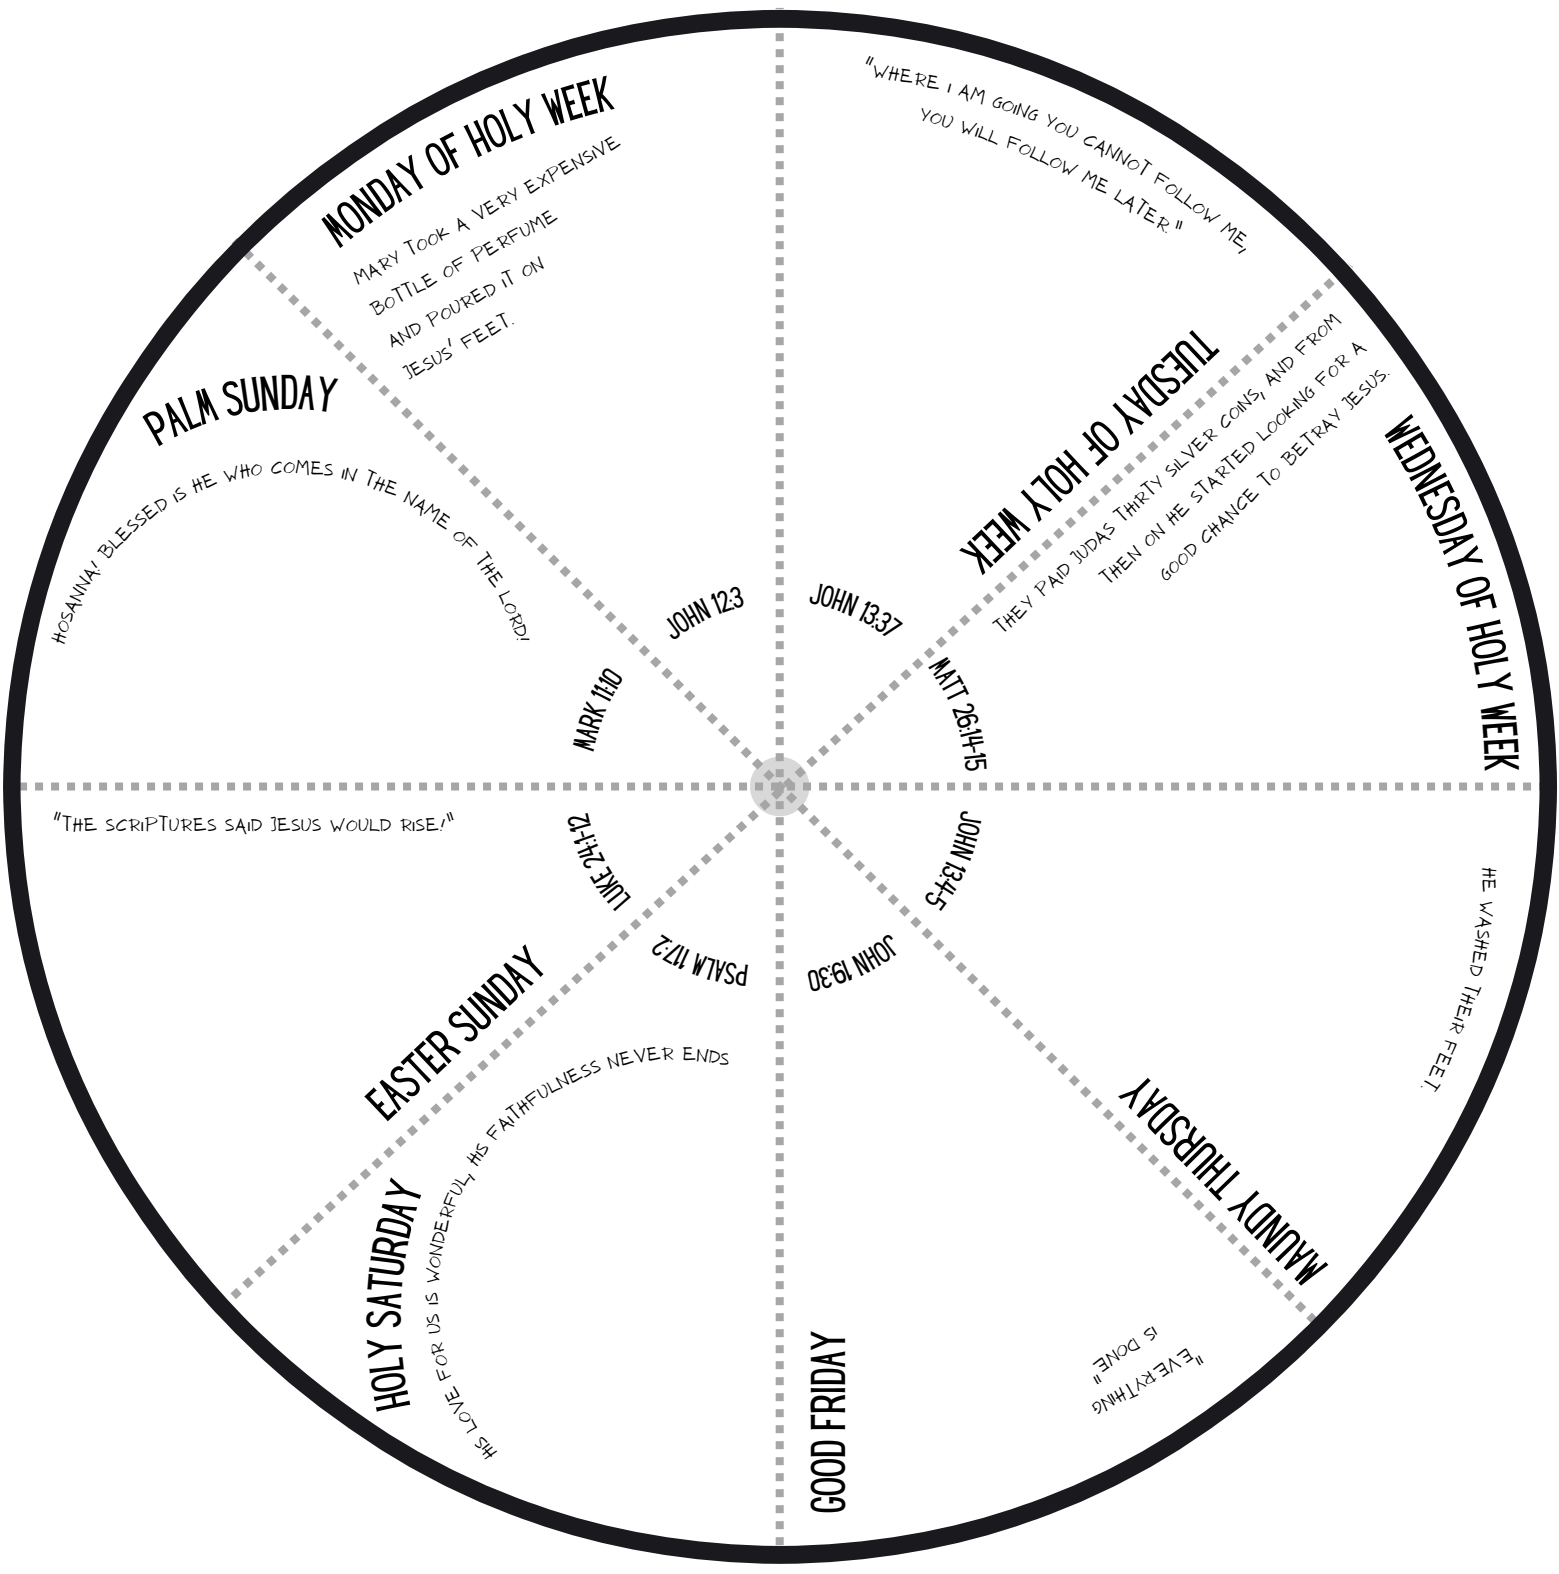 PALM SUNDAY
HOSANNA! BLESSED IS HE WHO COMES IN THE NAME OF THE LORD!
MARK 11:10
MONDAY OF HOLY WEEK
MARY TOOK A VERY EXPENSIVE
BOTTLE OF PERFUME
AND POURED IT ON
JESUS' FEET.
JOHN 12:3
"WHERE I AM GOING YOU CANNOT FOLLOW ME,
YOU WILL FOLLOW ME LATER."
TUESDAY OF HOLY WEEK
JOHN 13:37
WEDNESDAY OF HOLY WEEK
THEY PAID JUDAS THIRTY SILVER COINS, AND FROM
THEN ON HE STARTED LOOKING FOR A
GOOD CHANCE TO BETRAY JESUS.
MATT 26:14-15
MAUNDY THURSDAY
HE WASHED THEIR FEET.
JOHN 13:4-5
GOOD FRIDAY
"EVERYTHING
IS DONE"
JOHN 19:30
HOLY SATURDAY
HIS LOVE FOR US IS WONDERFUL, HIS FAITHFULNESS NEVER ENDS
PSALM 117:2
EASTER SUNDAY
"THE SCRIPTURES SAID JESUS WOULD RISE!"
LUKE 24:1-12